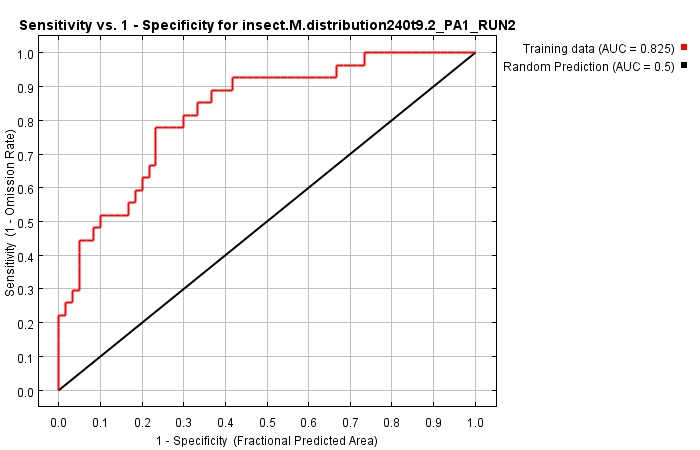 Sensitivity vs. 1 - Specificity for insect.M.distribution240t9.2_PA1_RUN2
Training data (AUC = 0.825)
Random Prediction (AUC = 0.5)
Sensitivity (1 - Omission Rate)
1.0
0.9
0.8
0.7
0.6
0.5
0.4
0.3
0.2
0.1
0.0
0.0 0.1 0.2 0.3 0.4 0.5 0.6 0.7 0.8 0.9 1.0
1 - Specificity (Fractional Predicted Area)